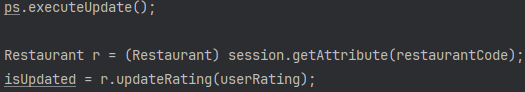 ps.executeUpdate();
Restaurant r = (Restaurant) session.getAttribute(restaurantCode);
isUpdated = r.updateRating(userRating);